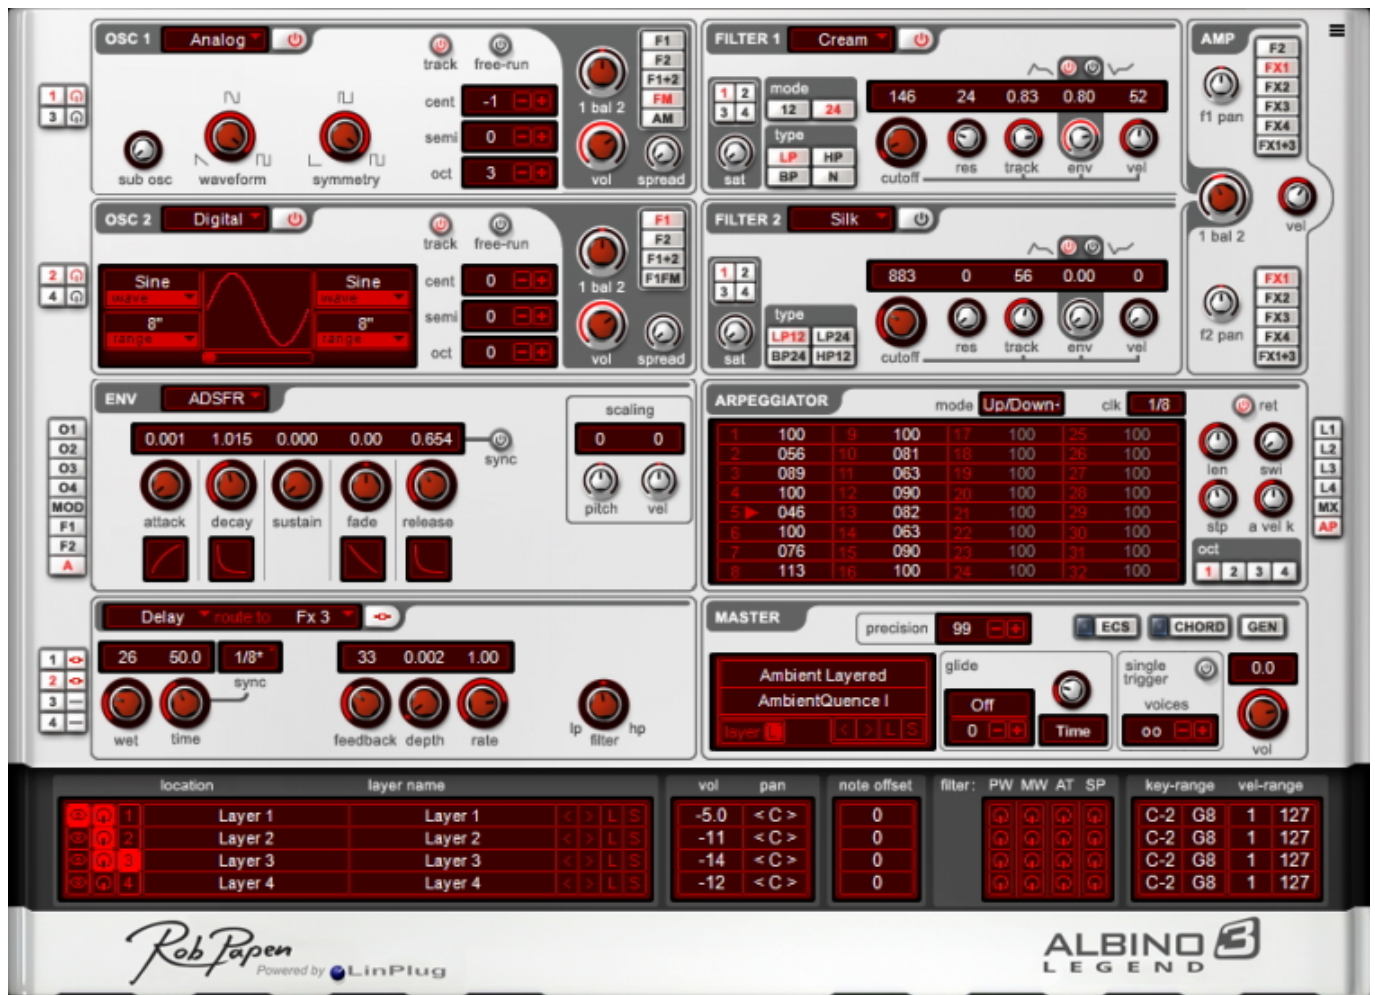 OSC 1 Analog
track free-run
1 3
cent -1
semi 0
oct 3
sub osc waveform symmetry
1 bal 2
vol spread
F1
F2
F1+2
FM
AM
FILTER 1 Cream
1 2
3 4
sat
mode
12 24
type
LP HP
BP N
146 24 0.83 0.80 52
cutoff res track env vel
AMP
f1 pan
F2
FX1
FX2
FX3
FX4
FX1+3
1 bal 2
vel
OSC 2 Digital
track free-run
2 4
Sine
wave
8"
range
Sine
wave
8"
range
cent 0
semi 0
oct 0
1 bal 2
vol spread
F1
F2
F1+2
F1FM
FILTER 2 Silk
1 2
3 4
sat
type
LP12 LP24
BP24 HP12
883 0 56 0.00 0
cutoff res track env vel
f2 pan
FX1
FX2
FX3
FX4
FX1+3
ENV ADSFR
O1
O2
O3
O4
MOD
F1
F2
A
0.001 1.015 0.000 0.00 0.654
sync
attack decay sustain fade release
scaling
0 0
pitch vel
ARPEGGIATOR mode Up/Down- clk 1/8 ret
1 100 9 100 17 100 25 100
2 056 10 081 18 100 26 100
3 089 11 063 19 100 27 100
4 100 12 090 20 100 28 100
5 046 13 082 21 100 29 100
6 100 14 063 22 100 30 100
7 076 15 090 23 100 31 100
8 113 16 100 24 100 32 100
len swi
stp a vel k
oct
1 2 3 4
L1
L2
L3
L4
MX
AP
Delay route to Fx 3
1
2
3
4
26 50.0 1/8*
sync
wet time
33 0.002 1.00
feedback depth rate
lp filter hp
MASTER
precision 99
ECS CHORD GEN
Ambient Layered
AmbientQuence I
layer L < > L S
glide
Off
0
Time
single trigger
voices
oo
0.0
vol
location layer name vol pan note offset filter: PW MW AT SP key-range vel-range
1 Layer 1 Layer 1 < > L S -5.0 < C > 0 C-2 G8 1 127
2 Layer 2 Layer 2 < > L S -11 < C > 0 C-2 G8 1 127
3 Layer 3 Layer 3 < > L S -14 < C > 0 C-2 G8 1 127
4 Layer 4 Layer 4 < > L S -12 < C > 0 C-2 G8 1 127
Rob Papen
Powered by LinPlug
ALBINO 3
LEGEND